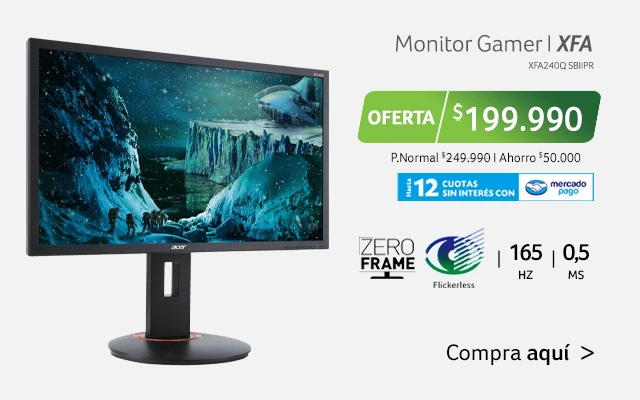 Monitor Gamer | XFA
XFA240Q SBIIPR
OFERTA $199.990
P.Normal $249.990 | Ahorro $50.000
Hasta 12 CUOTAS SIN INTERÉS CON mercado pago
ZERO FRAME
Flickerless
| 165 HZ | 0,5 MS
acer
Compra aquí >